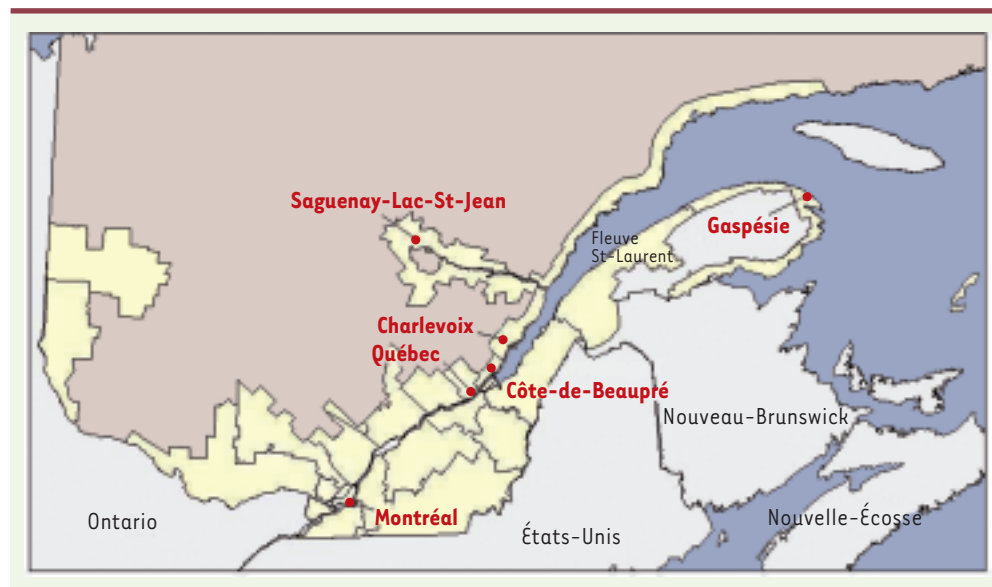 Saguenay-Lac-St-Jean
Gaspésie
Fleuve
St-Laurent
Charlevoix
Québec
Côte-de-Beaupré
Nouveau-Brunswick
Montréal
Ontario
États-Unis
Nouvelle-Écosse